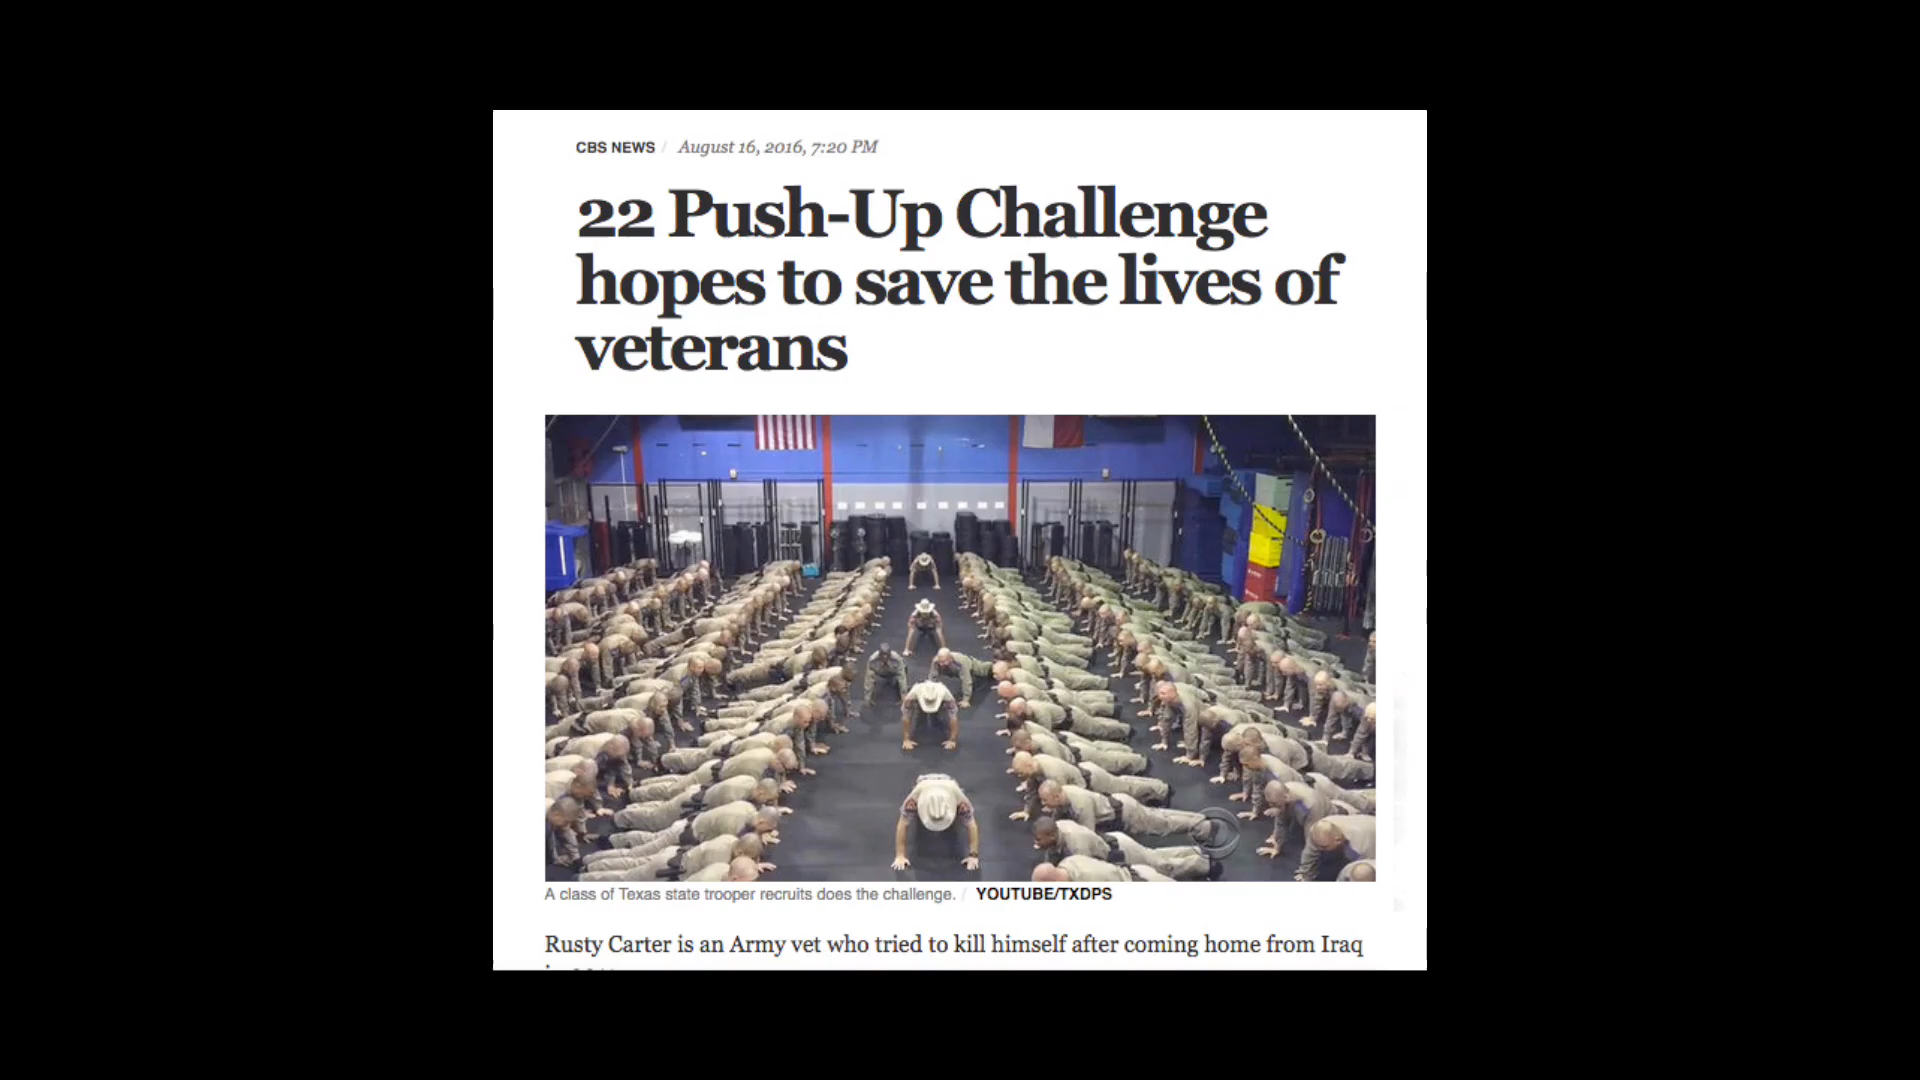 CBS NEWS / August 16, 2016, 7:20 PM
22 Push-Up Challenge
hopes to save the lives of
veterans
A class of Texas state trooper recruits does the challenge. / YOUTUBE/TXDPS
Rusty Carter is an Army vet who tried to kill himself after coming home from Iraq